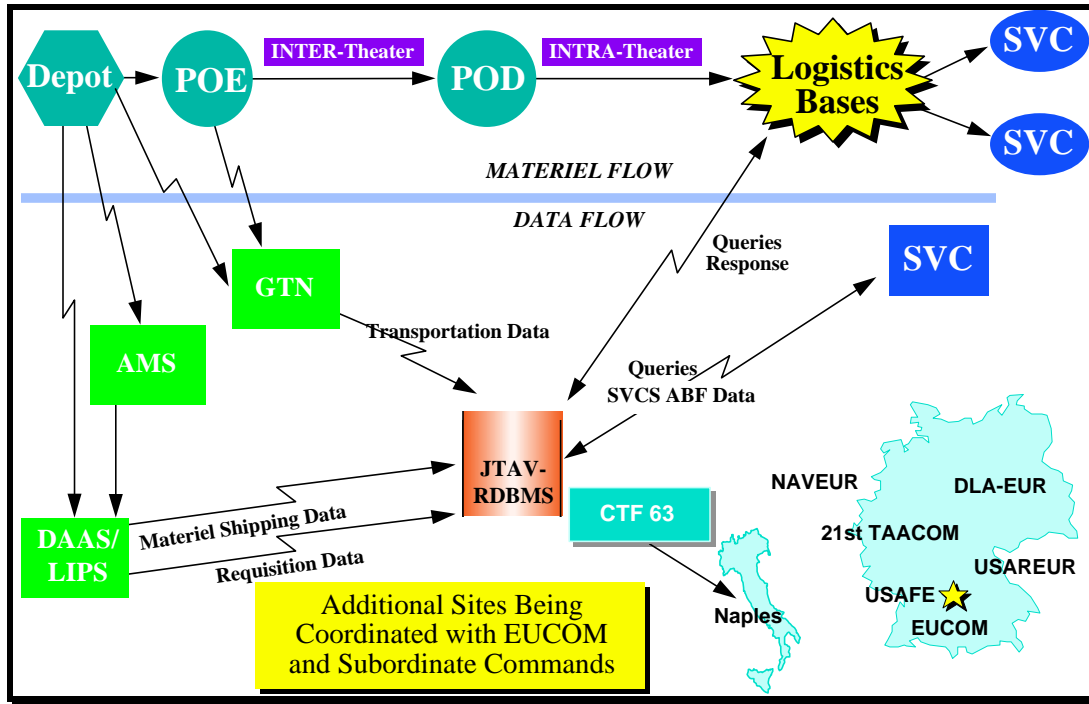 Depot
POE
INTER-Theater
POD
INTRA-Theater
Logistics
Bases
SVC
SVC
MATERIEL FLOW
DATA FLOW
GTN
AMS
DAAS/
LIPS
Transportation Data
Queries
Response
SVC
Queries
SVCS ABF Data
JTAV-
RDBMS
Materiel Shipping Data
Requisition Data
CTF 63
Naples
NAVEUR
DLA-EUR
21st TAACOM
USAREUR
USAFE
EUCOM
Additional Sites Being
Coordinated with EUCOM
and Subordinate Commands